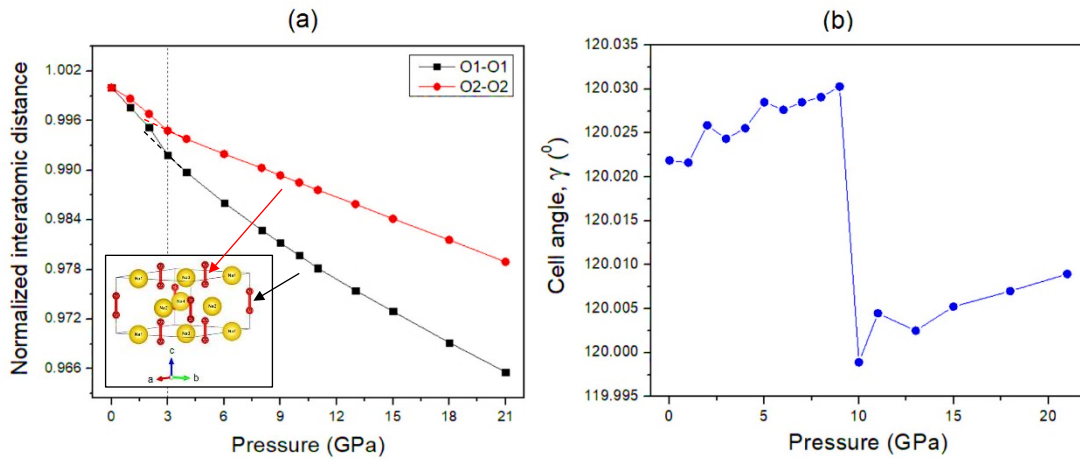 (a)
(b)
Normalized interatomic distance
1.002
0.996
0.990
0.984
0.978
0.972
0.966
O1-O1
O2-O2
Na1
Na3
Na1
c
a
b
0 3 6 9 12 15 18 21
Pressure (GPa)
Cell angle, γ (⁰)
120.035
120.030
120.025
120.020
120.015
120.010
120.005
120.000
119.995
0 5 10 15 20
Pressure (GPa)